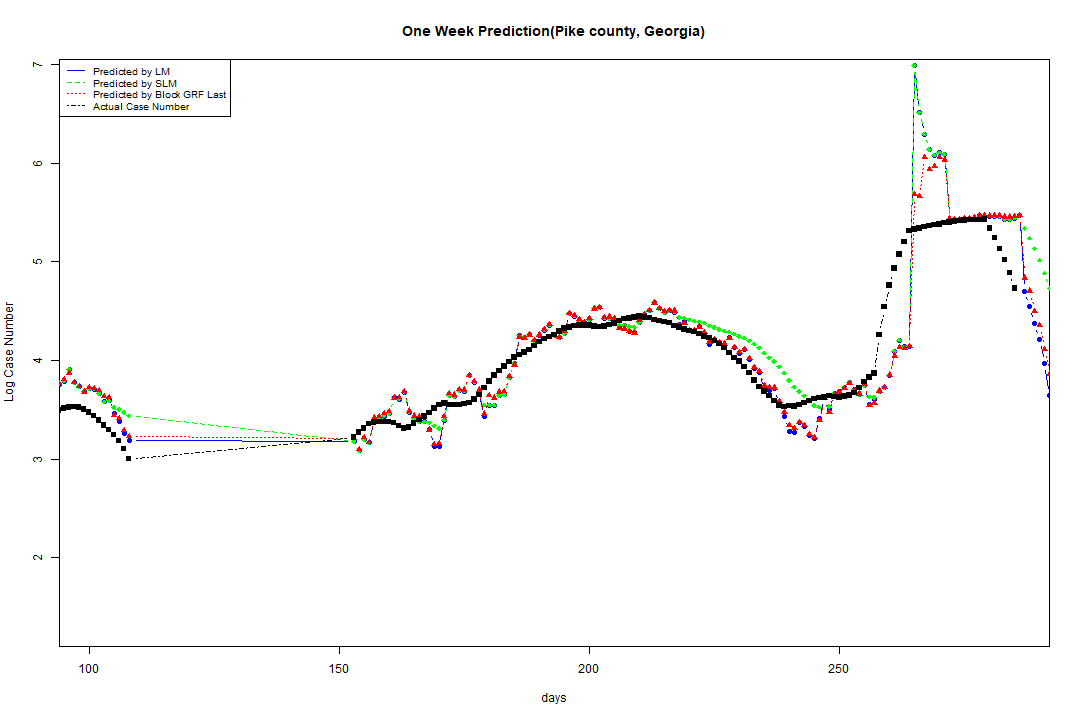 One Week Prediction(Pike county, Georgia)
7
Predicted by LM
Predicted by SLM
Predicted by Block GRF Last
Actual Case Number
6
5
4
3
2
Log Case Number
100 150 200 250
days